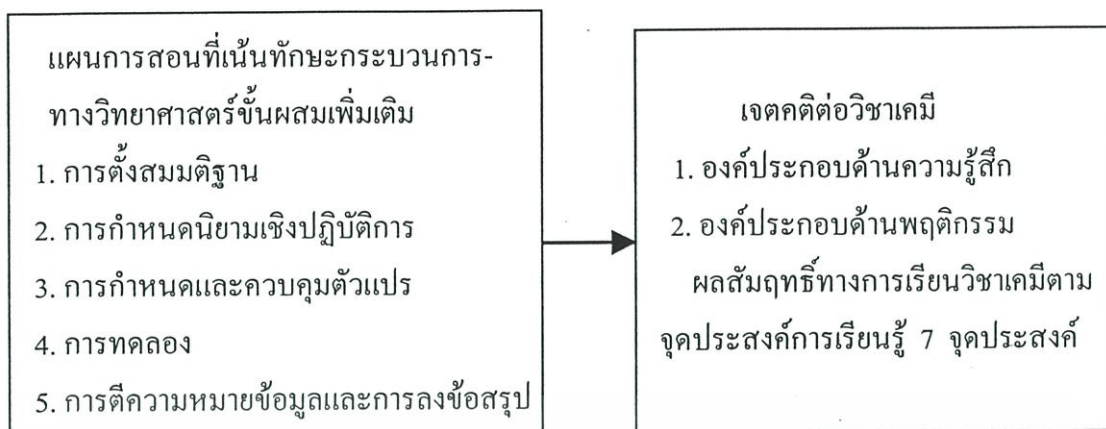 แผนการสอนที่เน้นทักษะกระบวนการ-
ทางวิทยาศาสตร์ขั้นผสมเพิ่มเติม
1. การตั้งสมมติฐาน
2. การกำหนดนิยามเชิงปฏิบัติการ
3. การกำหนดและควบคุมตัวแปร
4. การทดลอง
5. การตีความหมายข้อมูลและการลงข้อสรุป
เจตคติต่อวิชาเคมี
1. องค์ประกอบด้านความรู้สึก
2. องค์ประกอบด้านพฤติกรรม
ผลสัมฤทธิ์ทางการเรียนวิชาเคมีตาม
จุดประสงค์การเรียนรู้ 7 จุดประสงค์